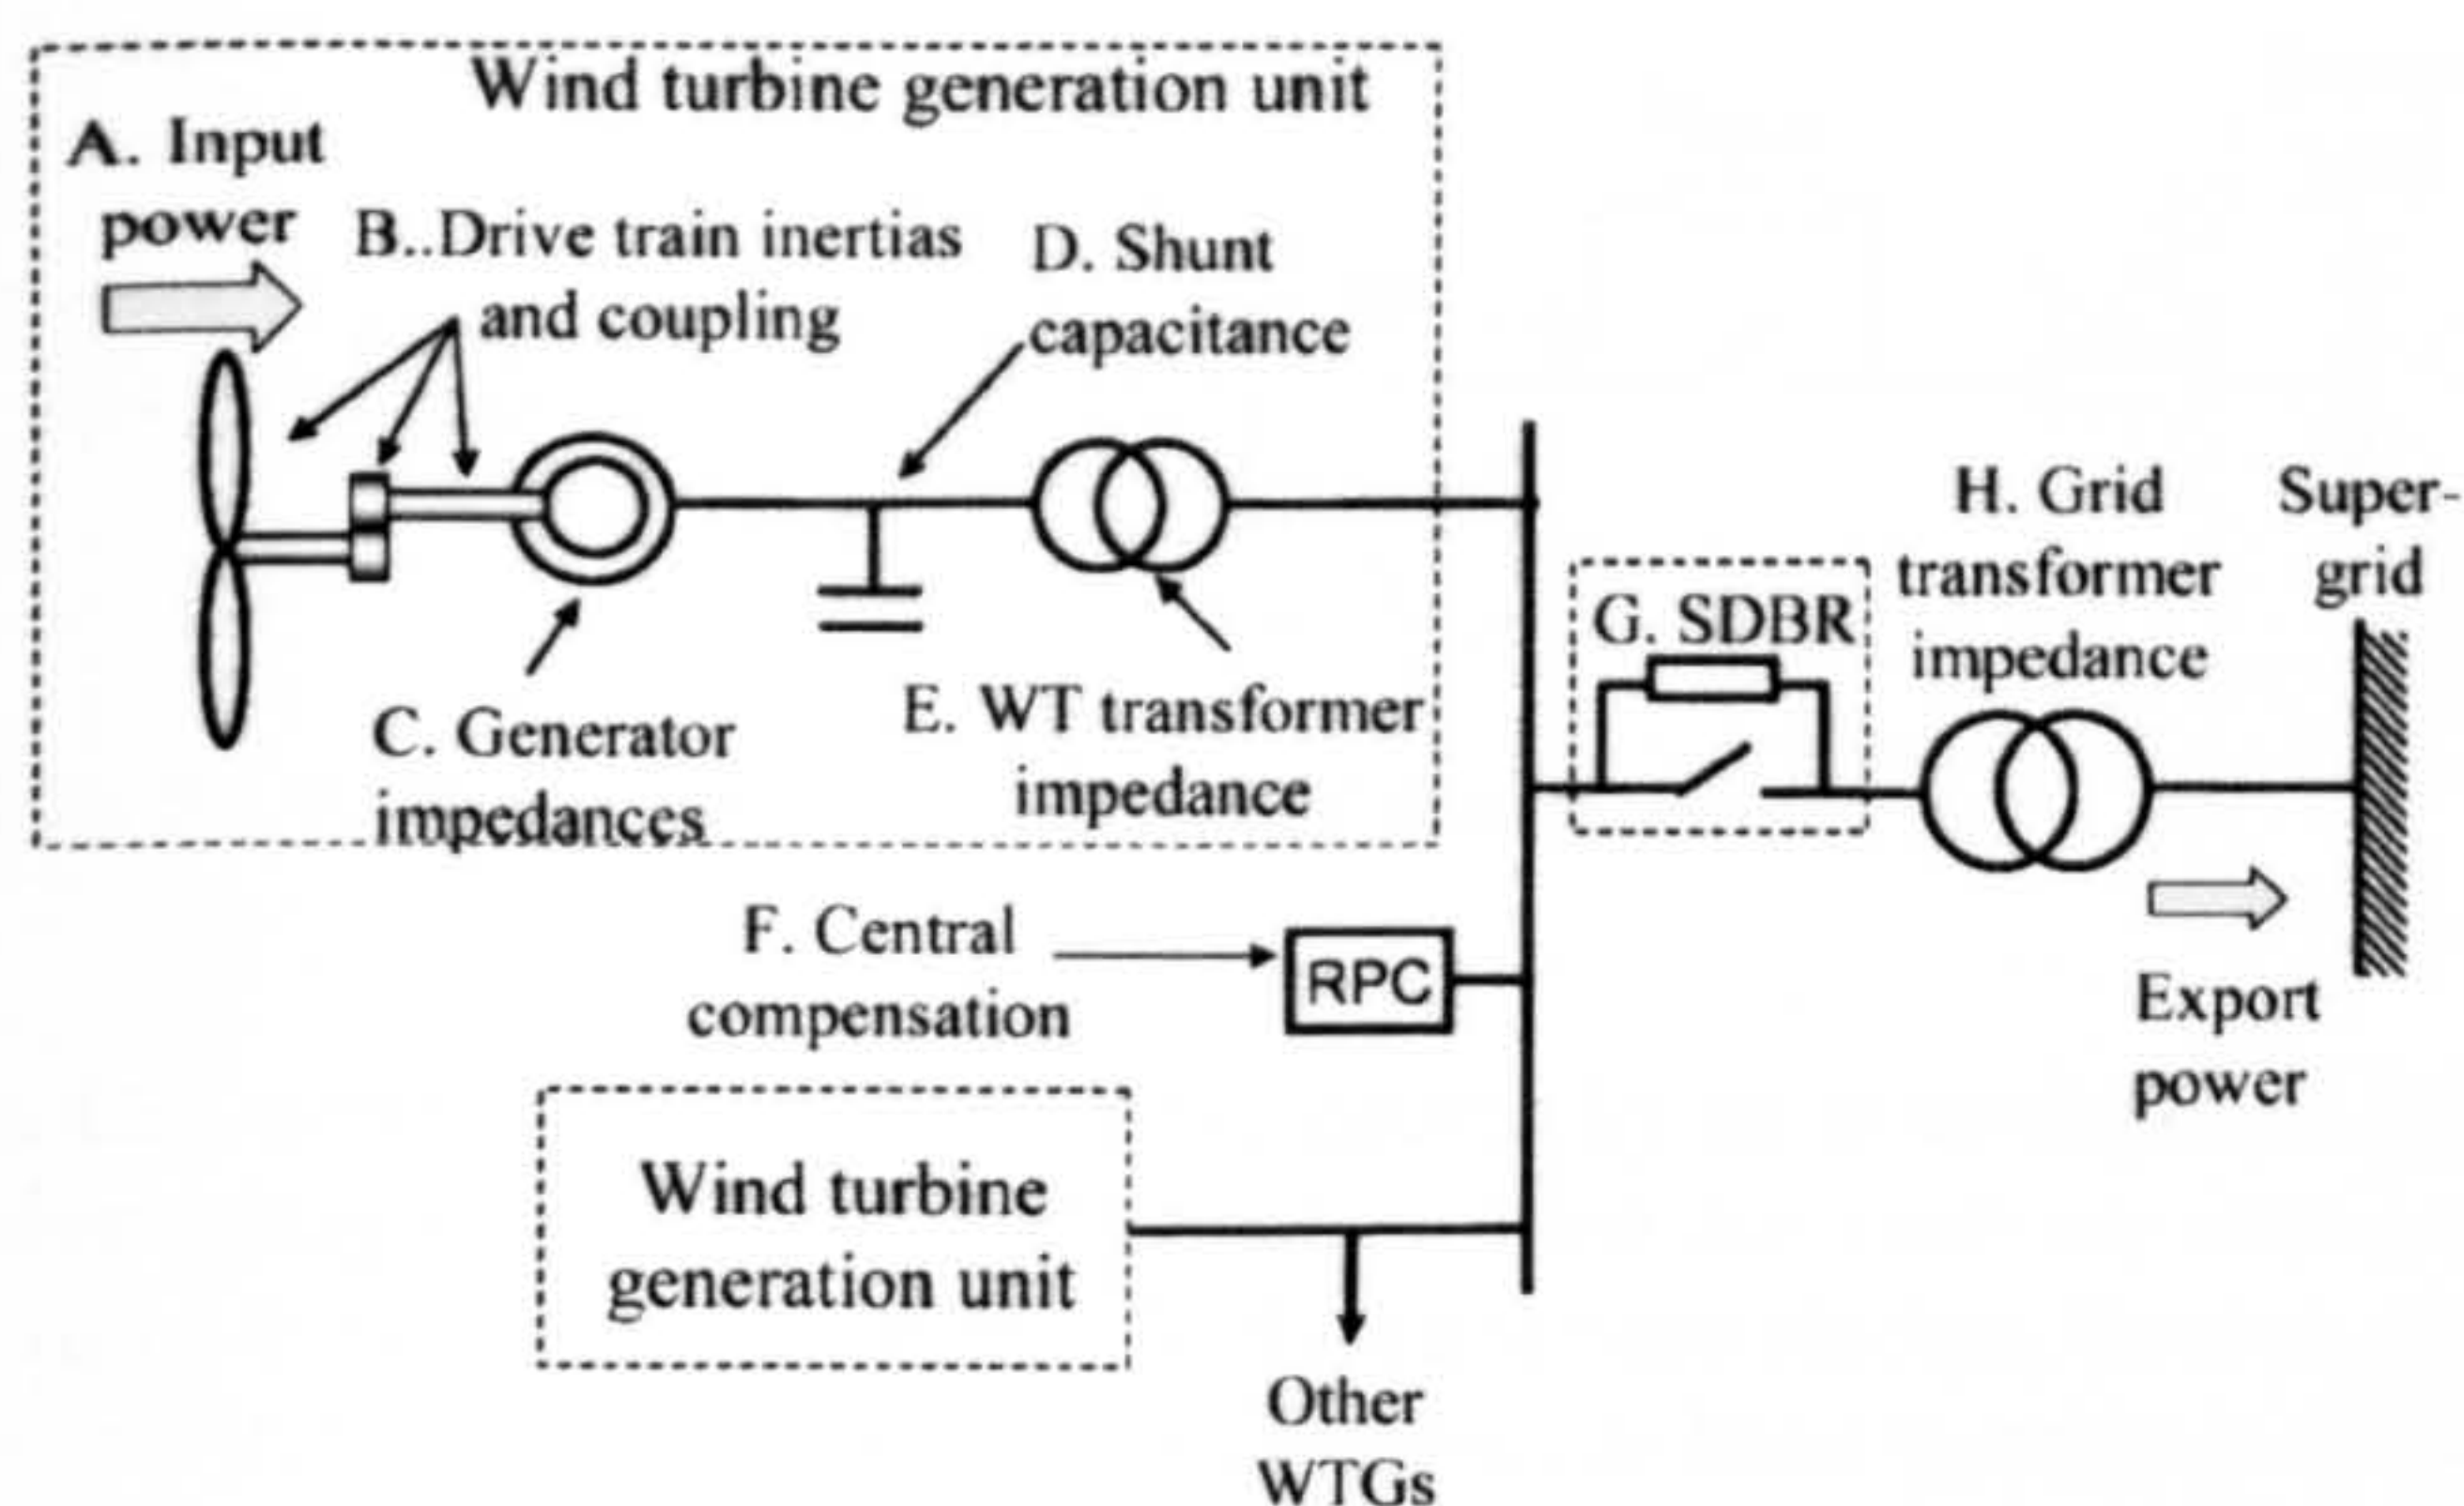 Wind turbine generation unit
A. Input
power
B..Drive train inertias
and coupling
D. Shunt
capacitance
C. Generator
impedances
E. WT transformer
impedance
G. SDBR
H. Grid
transformer
impedance
Super-
grid
Export
power
F. Central
compensation
RPC
Wind turbine
generation unit
Other
WTGs